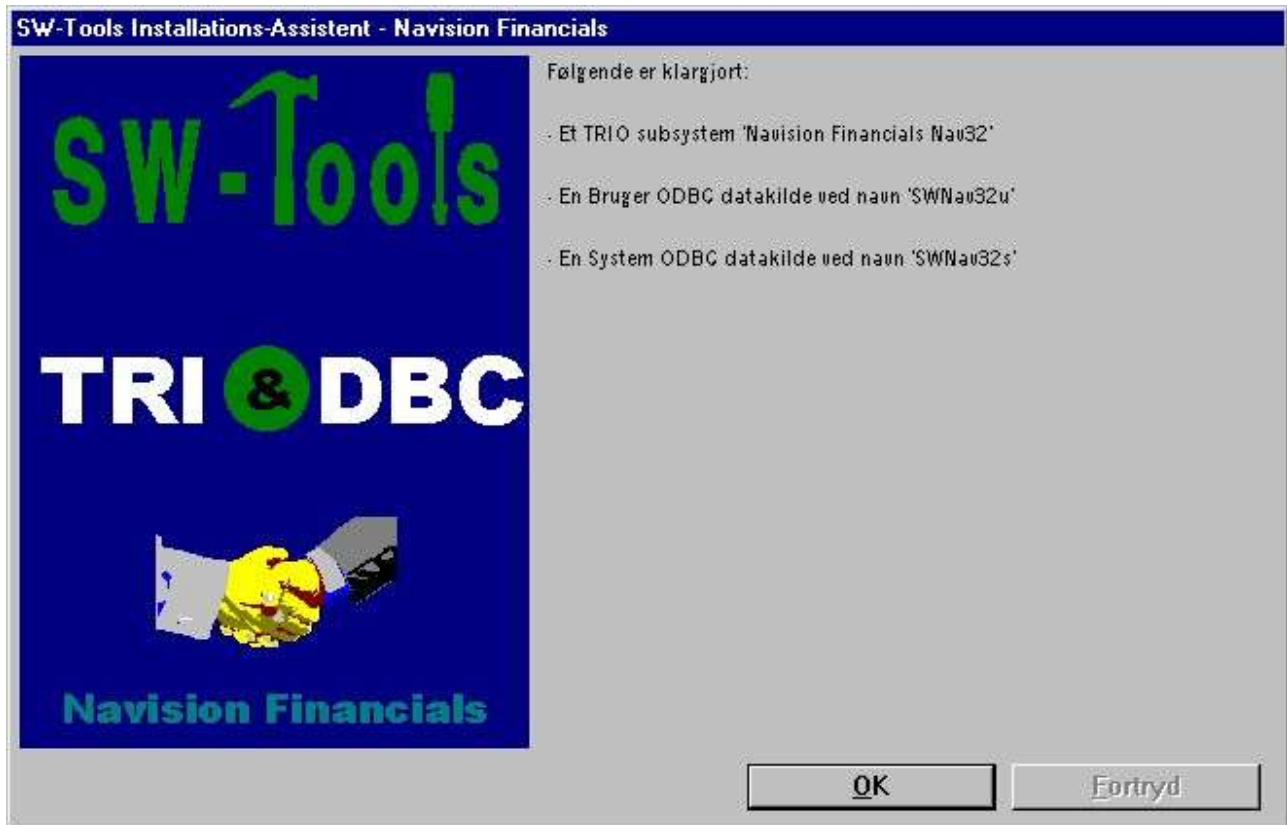 SW-Tools Installations-Assistent - Navision Financials
SW-Tools
TRI & DBC
Navision Financials
Følgende er klargjort:
- Et TRIO subsystem 'Navision Financials Nav32'
- En Bruger ODBC datakilde ved navn 'SWNav32u'
- En System ODBC datakilde ved navn 'SWNav32s'
OK
Fortryd